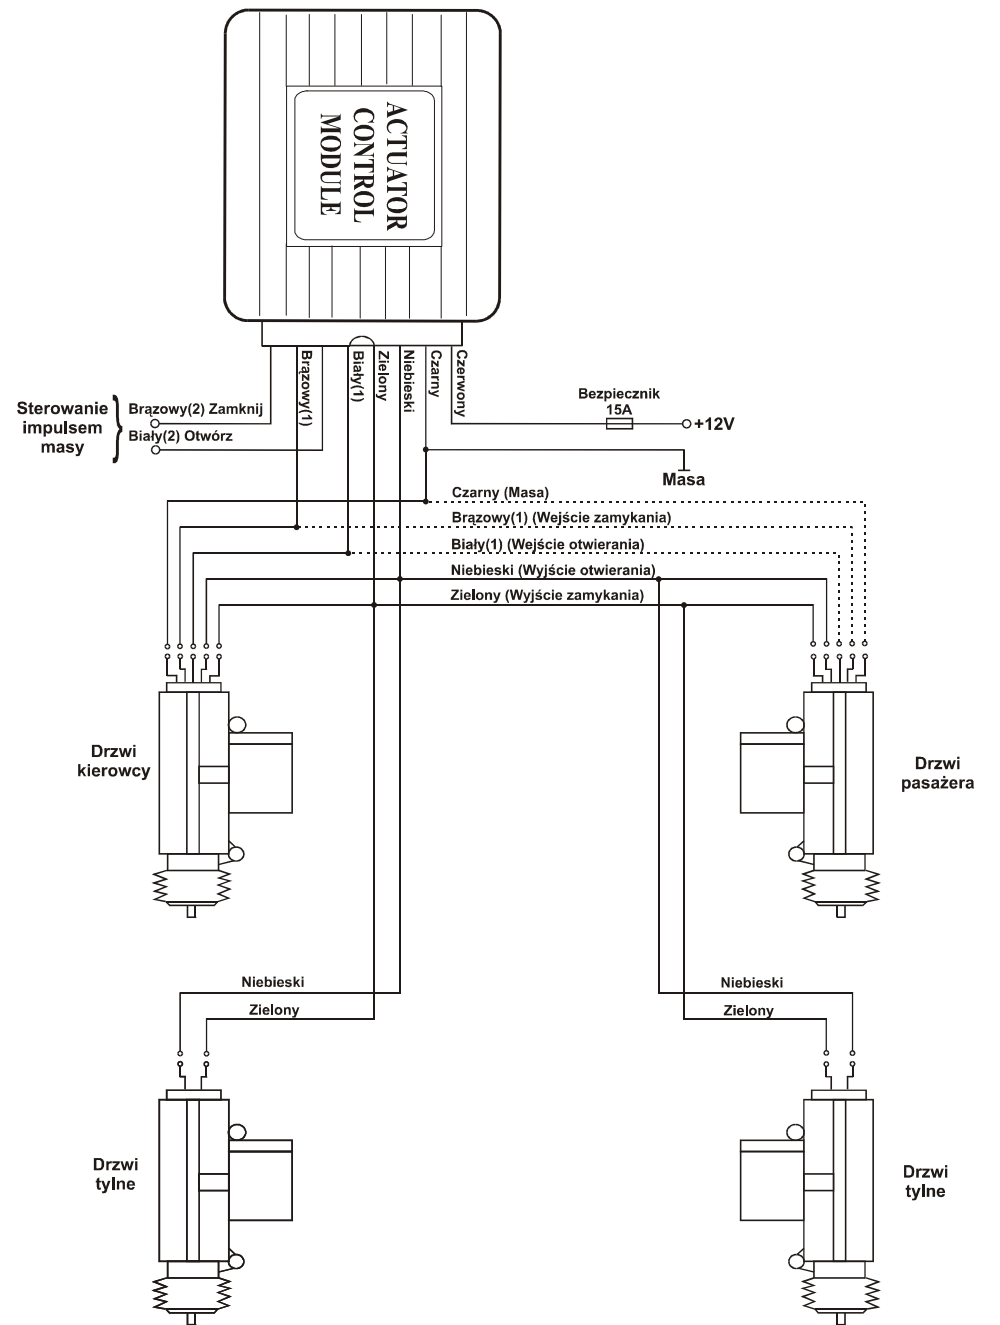 ACTUATOR
CONTROL
MODULE
Brązowy(1)
Biały(1)
Zielony
Niebieski
Czarny
Czerwony
Sterowanie
impulsem
masy
Brązowy(2) Zamknij
Biały(2) Otwórz
Bezpiecznik
15A
+12V
Masa
Czarny (Masa)
Brązowy(1) (Wejście zamykania)
Biały(1) (Wejście otwierania)
Niebieski (Wyjście otwierania)
Zielony (Wyjście zamykania)
Drzwi
kierowcy
Drzwi
pasażera
Niebieski
Zielony
Niebieski
Zielony
Drzwi
tylne
Drzwi
tylne